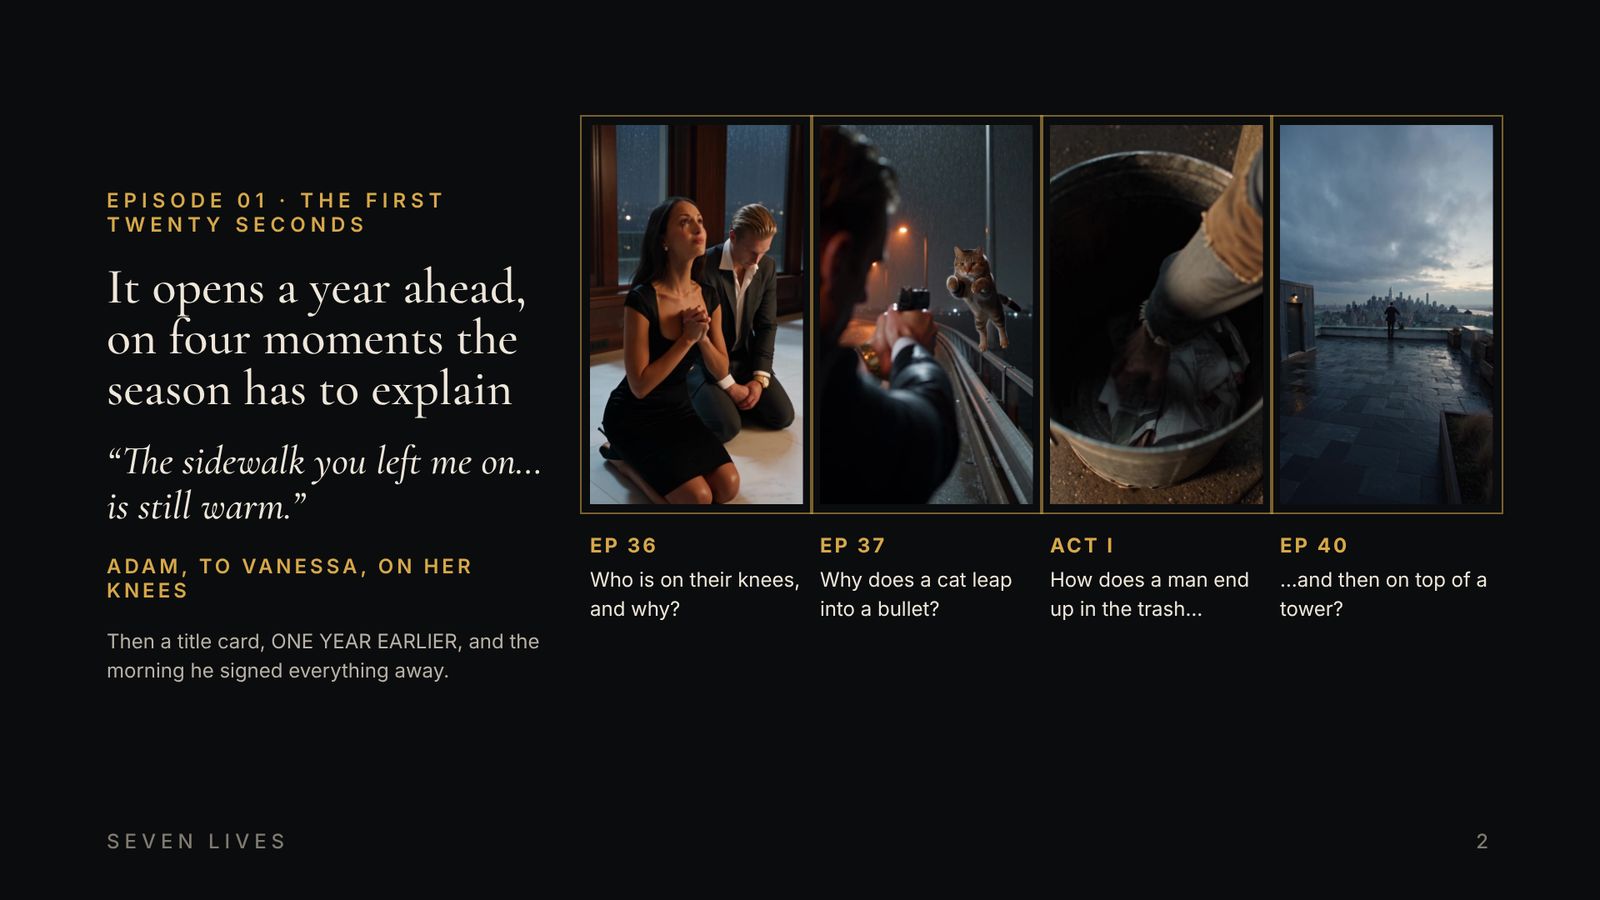 EPISODE 01 · THE FIRST
TWENTY SECONDS
It opens a year ahead,
on four moments the
season has to explain
“The sidewalk you left me on…
is still warm.”
ADAM, TO VANESSA, ON HER
KNEES
Then a title card, ONE YEAR EARLIER, and the
morning he signed everything away.
EP 36
Who is on their knees,
and why?
EP 37
Why does a cat leap
into a bullet?
ACT I
How does a man end
up in the trash…
EP 40
…and then on top of a
tower?
SEVEN LIVES
2